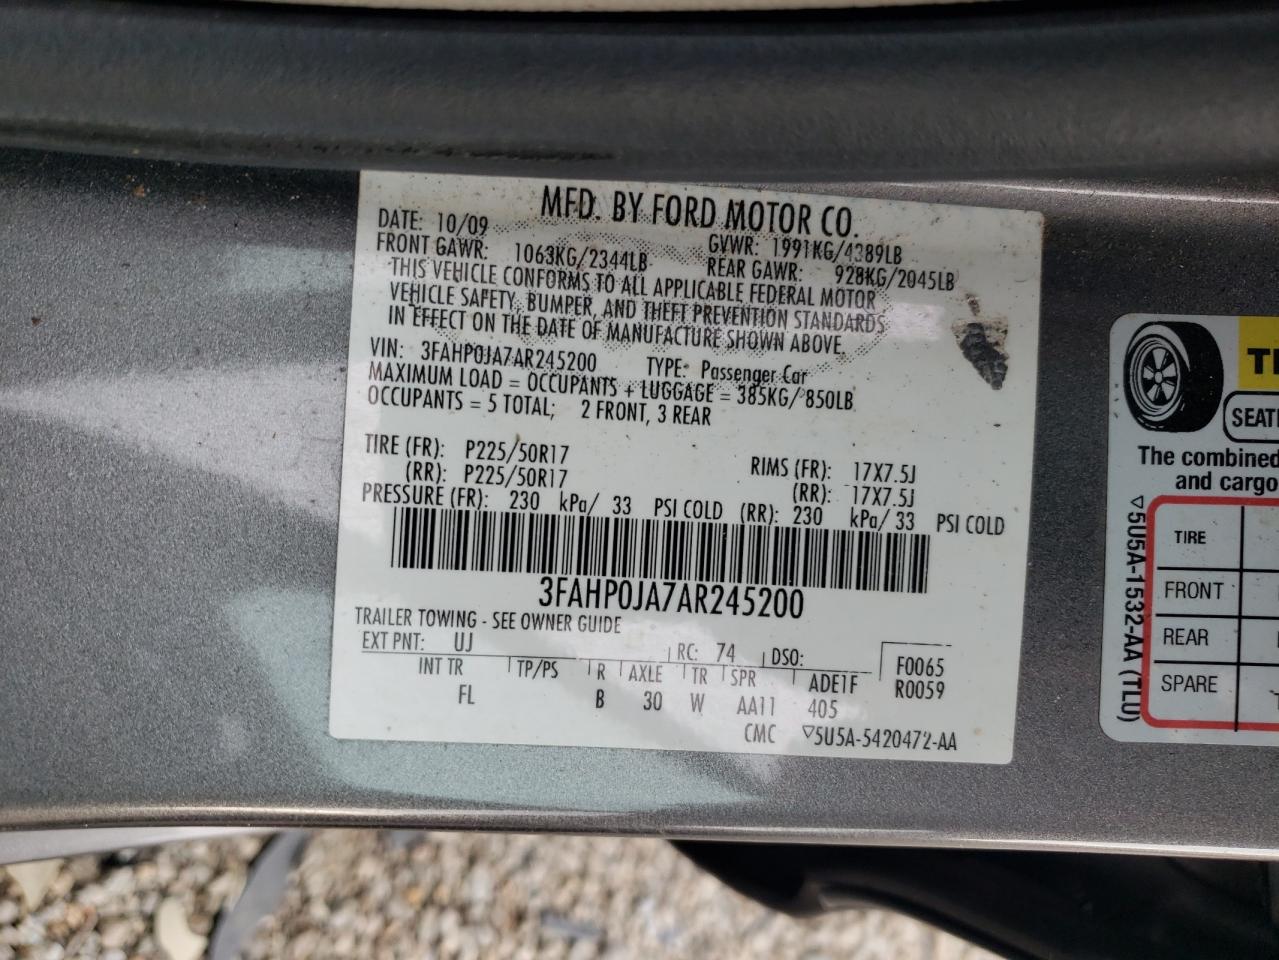 MFD. BY FORD MOTOR CO.
DATE: 10/09 GVWR: 1991KG/4389LB
FRONT GAWR: 1063KG/2344LB REAR GAWR: 928KG/2045LB
THIS VEHICLE CONFORMS TO ALL APPLICABLE FEDERAL MOTOR
VEHICLE SAFETY, BUMPER, AND THEFT PREVENTION STANDARDS
IN EFFECT ON THE DATE OF MANUFACTURE SHOWN ABOVE.
VIN: 3FAHP0JA7AR245200 TYPE: Passenger Car
MAXIMUM LOAD = OCCUPANTS + LUGGAGE = 385KG/ 850LB
OCCUPANTS = 5 TOTAL; 2 FRONT, 3 REAR
TIRE (FR): P225/50R17 RIMS (FR): 17X7.5J
(RR): P225/50R17 (RR): 17X7.5J
PRESSURE (FR): 230 kPa/ 33 PSI COLD (RR): 230 kPa/ 33 PSI COLD
3FAHP0JA7AR245200
TRAILER TOWING - SEE OWNER GUIDE
EXT PNT: UJ RC: 74 DSO: F0065
INT TR TP/PS R AXLE TR SPR ADE1F R0059
FL B 30 W AA11 405
CMC ▽5U5A-5420472-AA
TI
SEATI
The combined
and cargo
TIRE
FRONT
REAR
SPARE
▽5U5A-1532-AA (TLU)